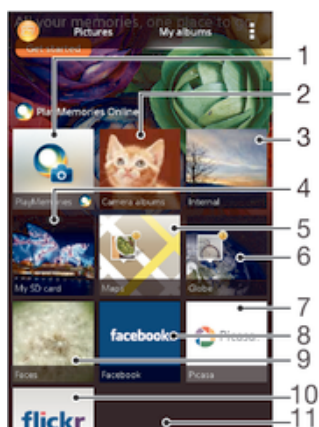 All your memories, one place to
Pictures
My albums
Get started
PlayMemories Online
1
2
3
PlayMemories
Camera albums
Internal
4
5
6
My SD card
Maps
Globe
7
facebook
Picasa
8
9
Faces
Facebook
Picasa
10
11
flickr